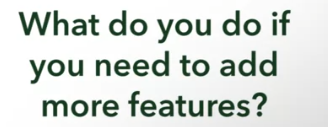 What do you do if
you need to add
more features?